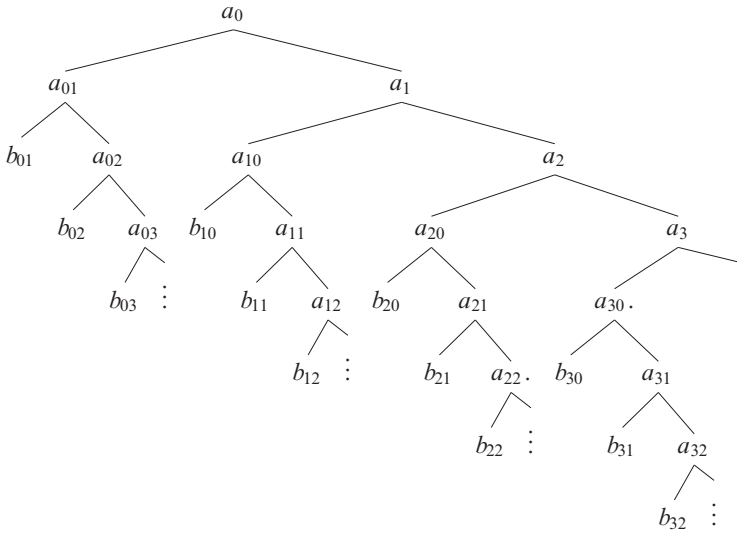 a₀
a₀₁ a₁
b₀₁ a₀₂ a₁₀ a₂
b₀₂ a₀₃ b₁₀ a₁₁ a₂₀ a₃
b₀₃ ⋮ b₁₁ a₁₂ b₂₀ a₂₁ a₃₀ .
b₁₂ ⋮ b₂₁ a₂₂ . b₃₀ a₃₁
b₂₂ ⋮ b₃₁ a₃₂
b₃₂ ⋮